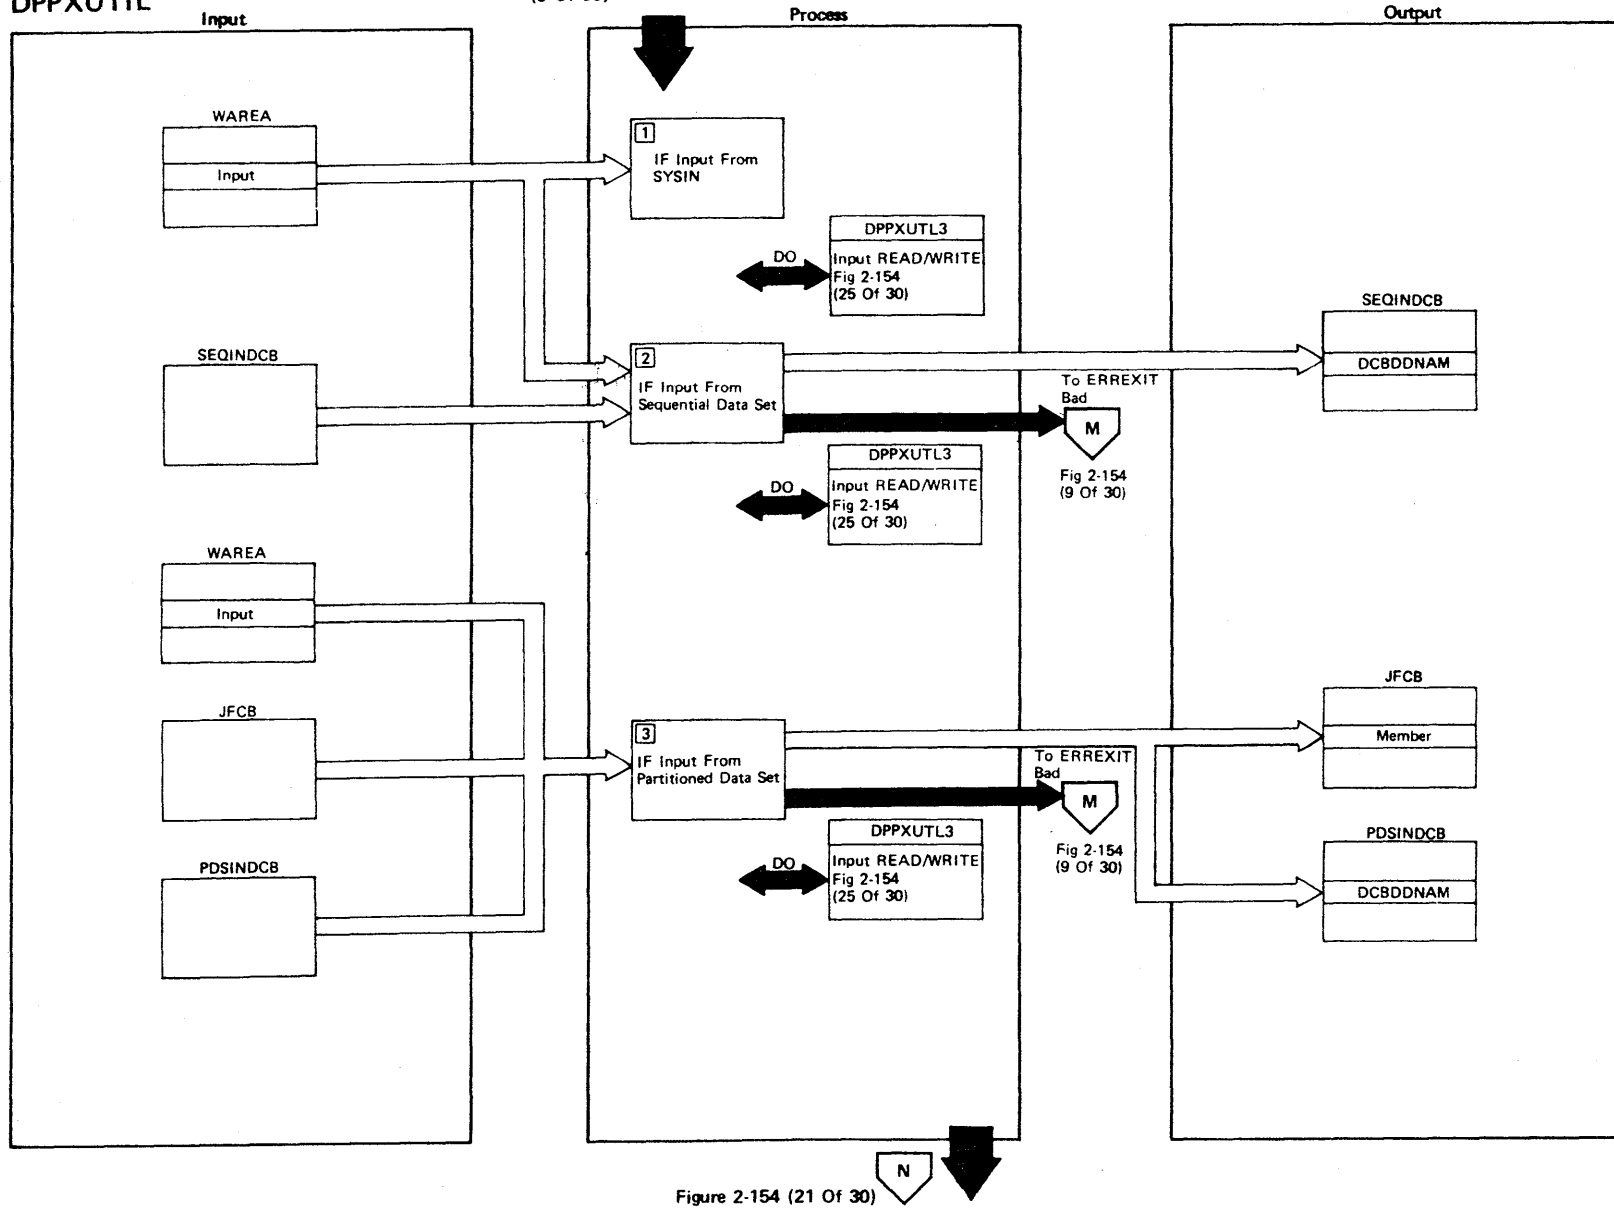 DPPXUTIL
Input
Process
Output
WAREA
Input
1
IF Input From
SYSIN
DPPXUTL3
DO
Input READ/WRITE
Fig 2-154
(25 Of 30)
SEQINDCB
2
IF Input From
Sequential Data Set
SEQINDCB
DCBDDNAM
To ERREXIT
Bad
M
Fig 2-154
(9 Of 30)
DPPXUTL3
DO
Input READ/WRITE
Fig 2-154
(25 Of 30)
WAREA
Input
JFCB
PDSINDCB
3
IF Input From
Partitioned Data Set
JFCB
Member
To ERREXIT
Bad
M
Fig 2-154
(9 Of 30)
PDSINDCB
DCBDDNAM
DPPXUTL3
DO
Input READ/WRITE
Fig 2-154
(25 Of 30)
N
Figure 2-154 (21 Of 30)